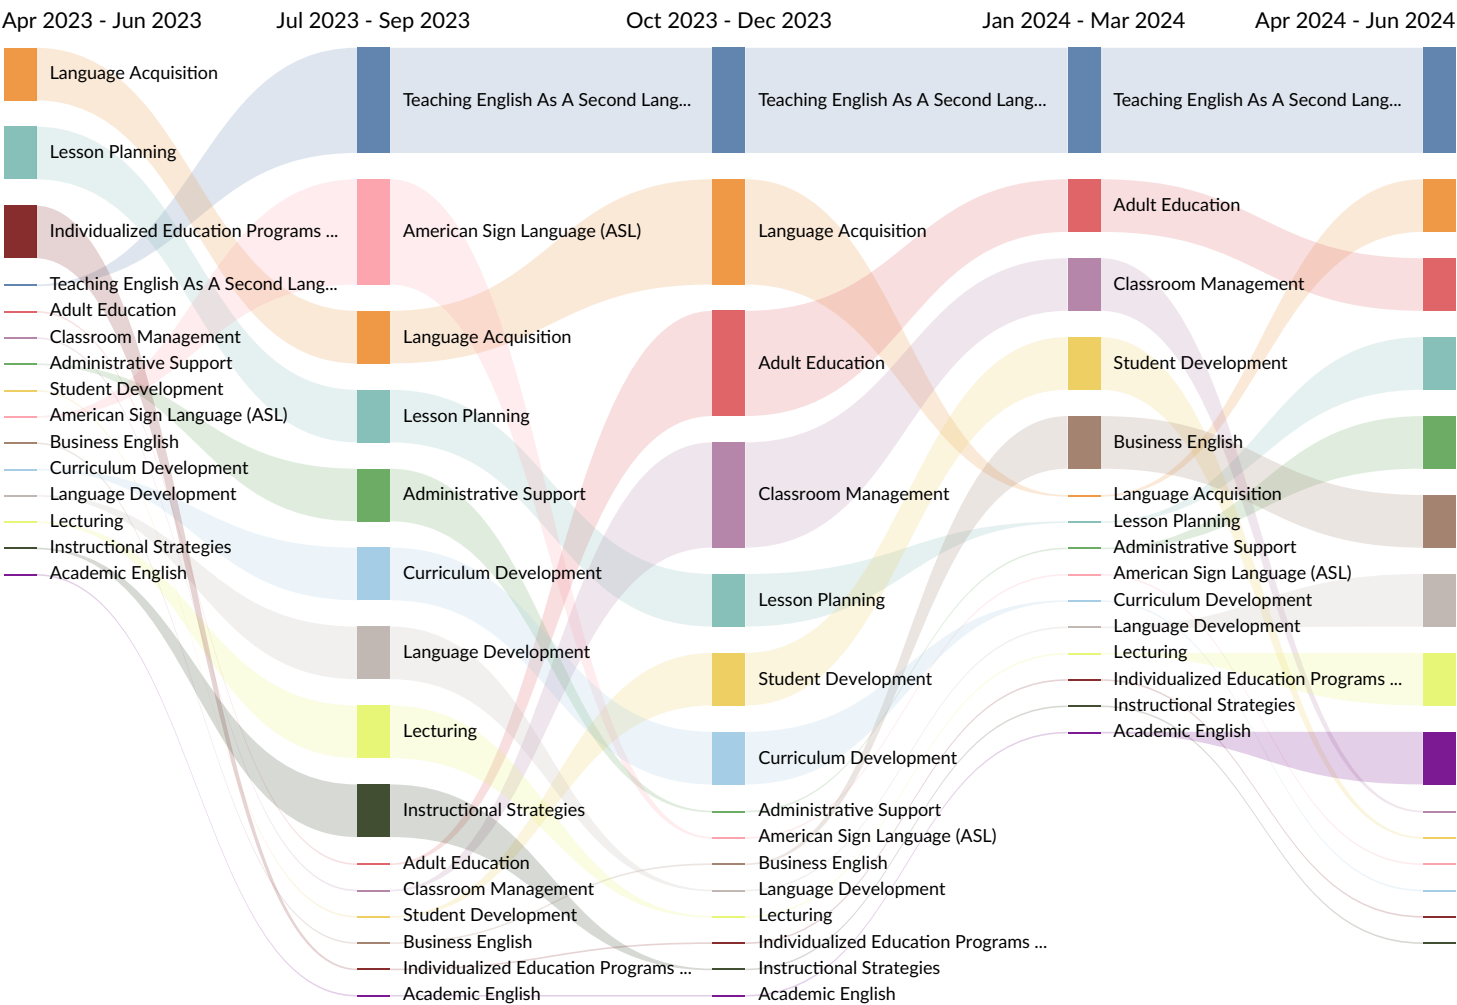 Apr 2023 - Jun 2023
Jul 2023 - Sep 2023
Oct 2023 - Dec 2023
Jan 2024 - Mar 2024
Apr 2024 - Jun 2024
Language Acquisition
Lesson Planning
Individualized Education Programs ...
Teaching English As A Second Lang...
Adult Education
Classroom Management
Administrative Support
Student Development
American Sign Language (ASL)
Business English
Curriculum Development
Language Development
Lecturing
Instructional Strategies
Academic English
Teaching English As A Second Lang...
American Sign Language (ASL)
Language Acquisition
Lesson Planning
Administrative Support
Curriculum Development
Language Development
Lecturing
Instructional Strategies
Adult Education
Classroom Management
Student Development
Business English
Individualized Education Programs ...
Academic English
Teaching English As A Second Lang...
Language Acquisition
Adult Education
Classroom Management
Lesson Planning
Student Development
Curriculum Development
Administrative Support
American Sign Language (ASL)
Business English
Language Development
Lecturing
Individualized Education Programs ...
Instructional Strategies
Academic English
Teaching English As A Second Lang...
Adult Education
Classroom Management
Student Development
Business English
Language Acquisition
Lesson Planning
Administrative Support
American Sign Language (ASL)
Curriculum Development
Language Development
Lecturing
Individualized Education Programs ...
Instructional Strategies
Academic English